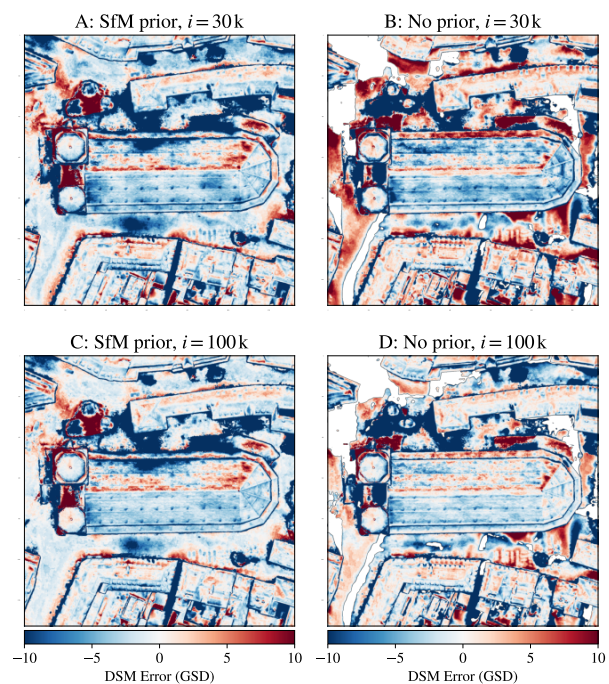 A: SfM prior, i = 30 k
B: No prior, i = 30 k
C: SfM prior, i = 100 k
D: No prior, i = 100 k
−10 −5 0 5 10
−10 −5 0 5 10
DSM Error (GSD)
DSM Error (GSD)